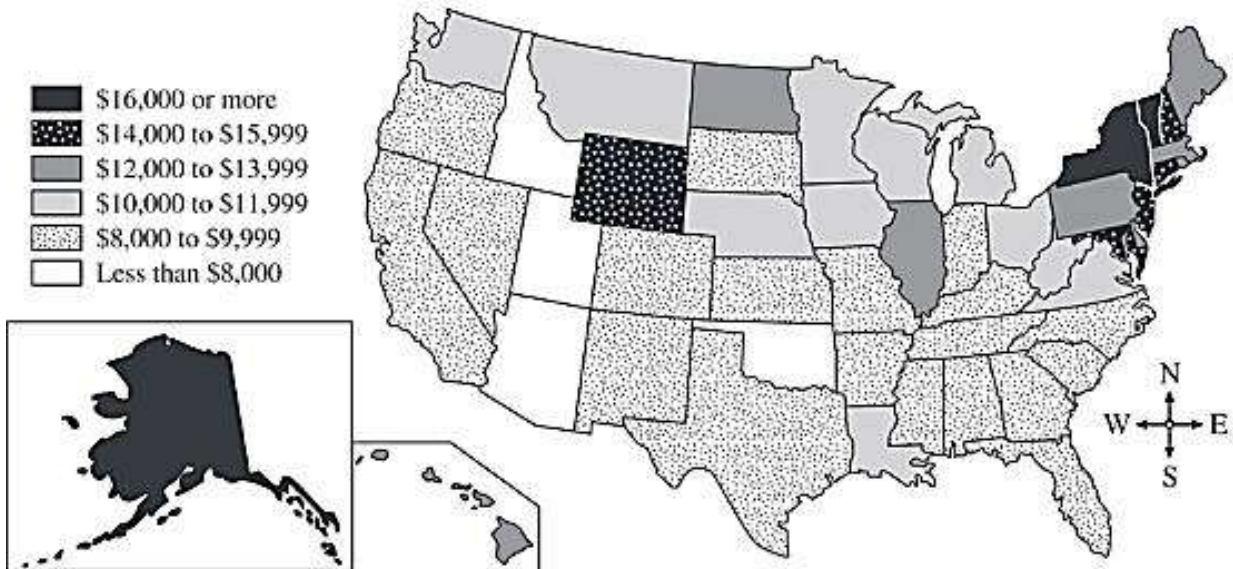 $16,000 or more
$14,000 to $15,999
$12,000 to $13,999
$10,000 to $11,999
$8,000 to $9,999
Less than $8,000
N
W E
S